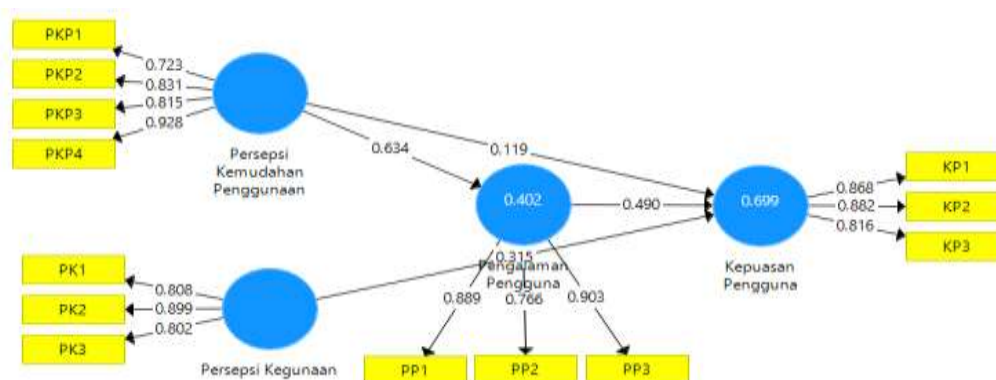 PKP1
PKP2
PKP3
PKP4
0.723
0.831
0.815
0.928
Persepsi
Kemudahan
Penggunaan
0.634
0.119
0.402
0.490
0.699
0.315
Pengalaman
Pengguna
Kepuasan
Pengguna
0.868
0.882
0.816
KP1
KP2
KP3
PK1
PK2
PK3
0.808
0.899
0.802
Persepsi Kegunaan
0.889
0.766
0.903
PP1
PP2
PP3